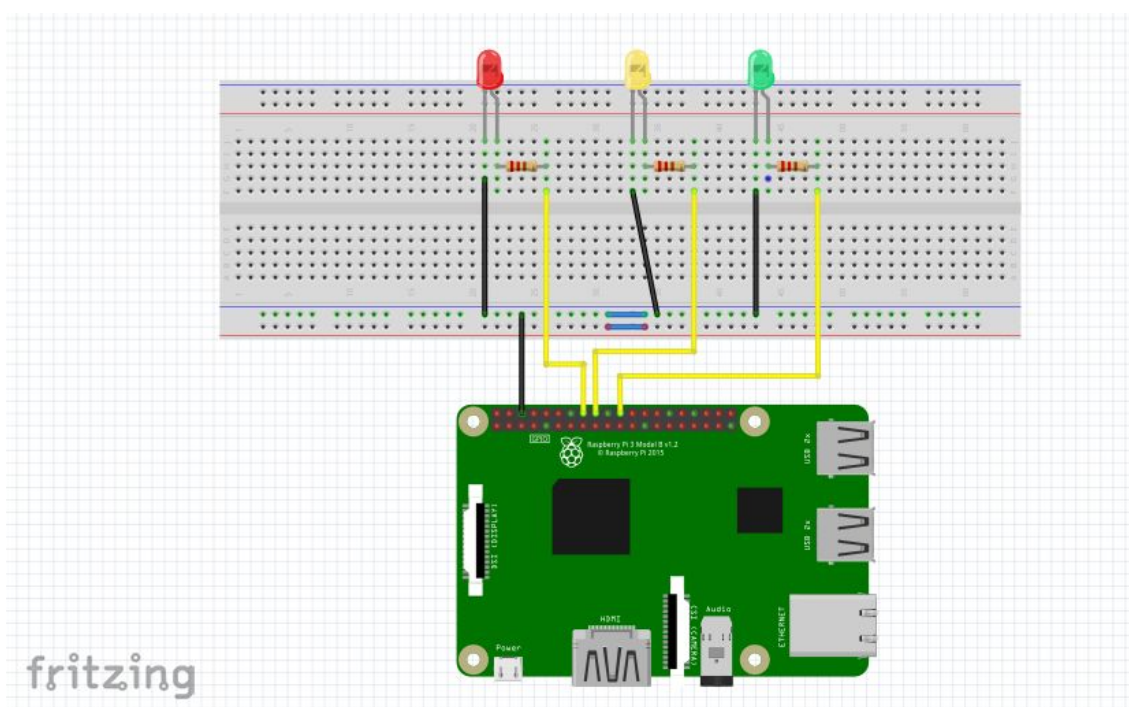 GPIO
Raspberry Pi 3 Model B v1.2
© Raspberry Pi 2015
USB 2x
DSI (DISPLAY)
USB 2x
HDMI
CSI (CAMERA)
Audio
ETHERNET
Power
fritzing